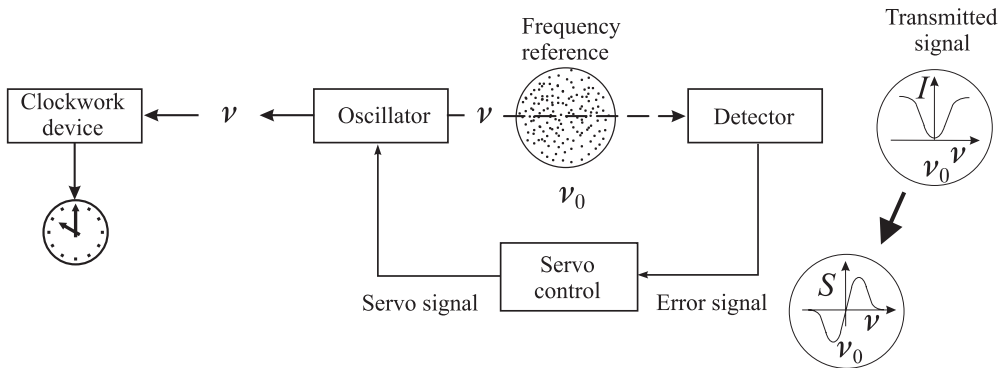 Frequency
reference
Transmitted
signal
Clockwork
device
ν
Oscillator
ν
Detector
I
ν
ν₀
ν₀
Servo
control
Servo signal
Error signal
S
ν
ν₀